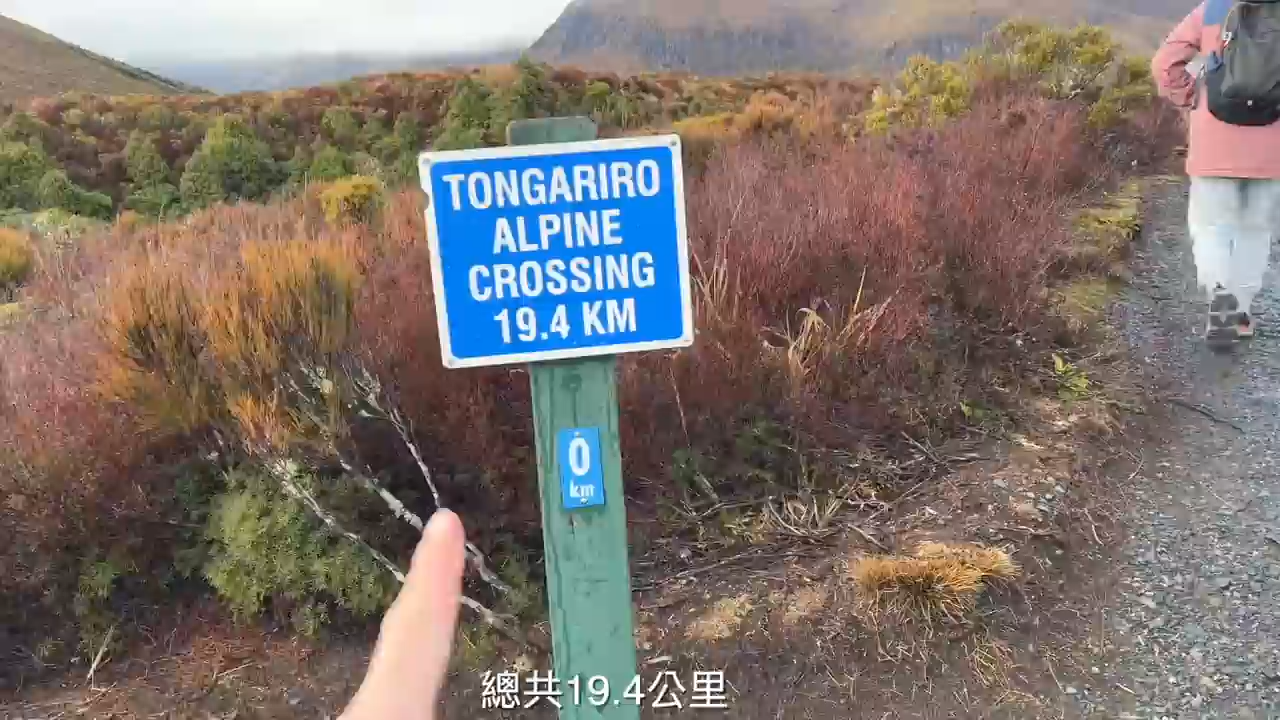 TONGARIRO
ALPINE
CROSSING
19.4 KM
0
km
總共19.4公里